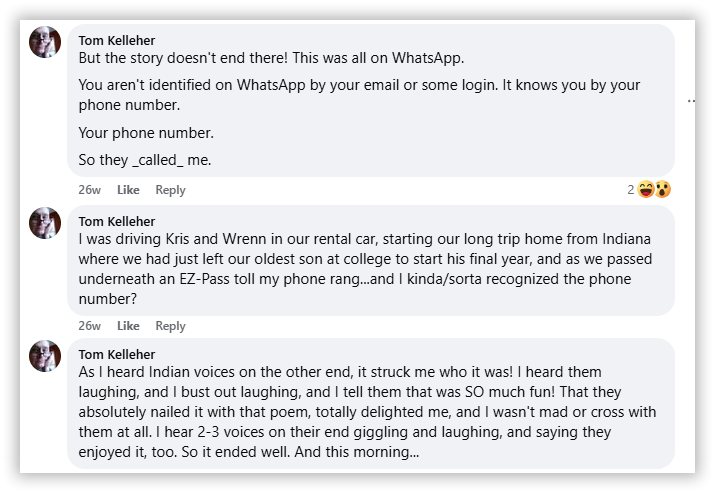 Tom Kelleher
But the story doesn't end there! This was all on WhatsApp.
You aren't identified on WhatsApp by your email or some login. It knows you by your
phone number.
Your phone number.
So they _called_ me.
26w Like Reply 2
Tom Kelleher
I was driving Kris and Wrenn in our rental car, starting our long trip home from Indiana
where we had just left our oldest son at college to start his final year, and as we passed
underneath an EZ-Pass toll my phone rang...and I kinda/sorta recognized the phone
number?
26w Like Reply
Tom Kelleher
As I heard Indian voices on the other end, it struck me who it was! I heard them
laughing, and I bust out laughing, and I tell them that was SO much fun! That they
absolutely nailed it with that poem, totally delighted me, and I wasn't mad or cross with
them at all. I hear 2-3 voices on their end giggling and laughing, and saying they
enjoyed it, too. So it ended well. And this morning...